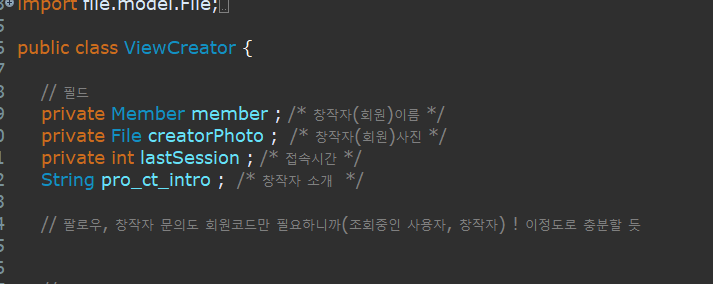 import file.model.File;
public class ViewCreator {
// 필드
private Member member ; /* 창작자(회원)이름 */
private File creatorPhoto ; /* 창작자(회원)사진 */
private int lastSession ; /* 접속시간 */
String pro_ct_intro ; /* 창작자 소개 */
// 팔로우, 창작자 문의도 회원코드만 필요하니까(조회중인 사용자, 창작자) ! 이정도로 충분할 듯